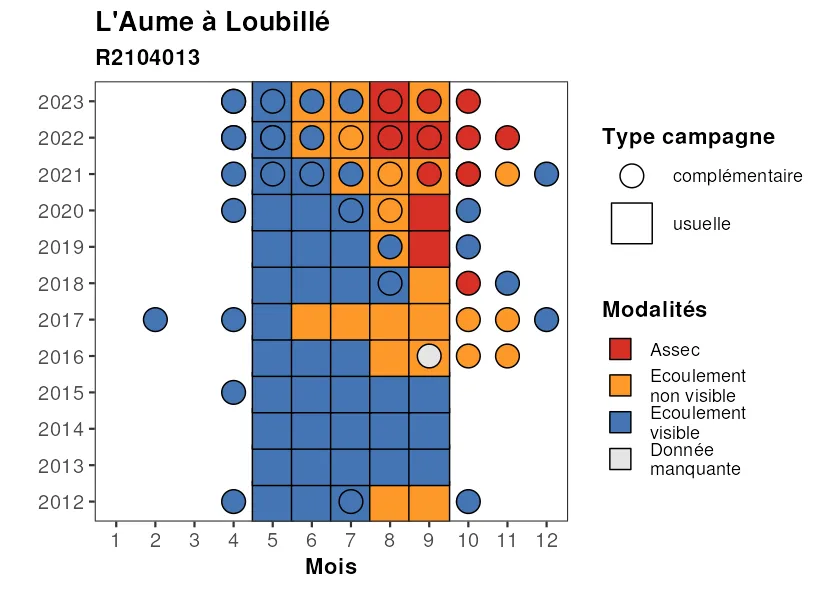 L'Aume à Loubillé
R2104013
2023
2022
2021
2020
2019
2018
2017
2016
2015
2014
2013
2012
1 2 3 4 5 6 7 8 9 10 11 12
Mois
Type campagne
complémentaire
usuelle
Modalités
Assec
Ecoulement
non visible
Ecoulement
visible
Donnée
manquante